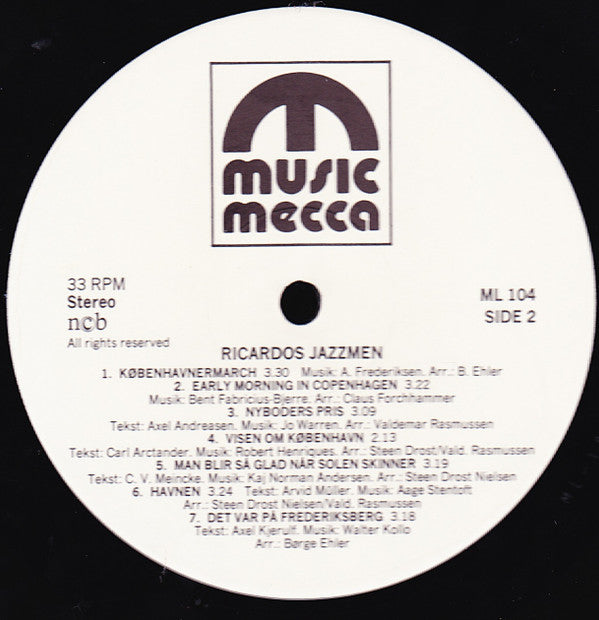 music
mecca
33 RPM
Stereo
ncb
All rights reserved
ML 104
SIDE 2
RICARDOS JAZZMEN
1. KØBENHAVNERMARCH 3.30 Musik: A. Frederiksen. Arr.: B. Ehler
2. EARLY MORNING IN COPENHAGEN 3.22
Musik: Bent Fabricius-Bjerre. Arr.: Claus Forchhammer
3. NYBODERS PRIS 3.09
Tekst: Axel Andreasen. Musik: Jo Warren. Arr.: Valdemar Rasmussen
4. VISEN OM KØBENHAVN 2.13
Tekst: Carl Arctander. Musik: Robert Henriques. Arr.: Steen Drost/Vald. Rasmussen
5. MAN BLIR SÅ GLAD NÅR SOLEN SKINNER 3.19
Tekst: C. V. Meincke. Musik: Kaj Norman Andersen. Arr.: Steen Drost Nielsen
6. HAVNEN 3.24 Tekst: Arvid Müller. Musik: Aage Stentoft
Arr.: Steen Drost Nielsen/Vald. Rasmussen
7. DET VAR PÅ FREDERIKSBERG 3.18
Tekst: Axel Kjerulf. Musik: Walter Kollo
Arr.: Børge Ehler